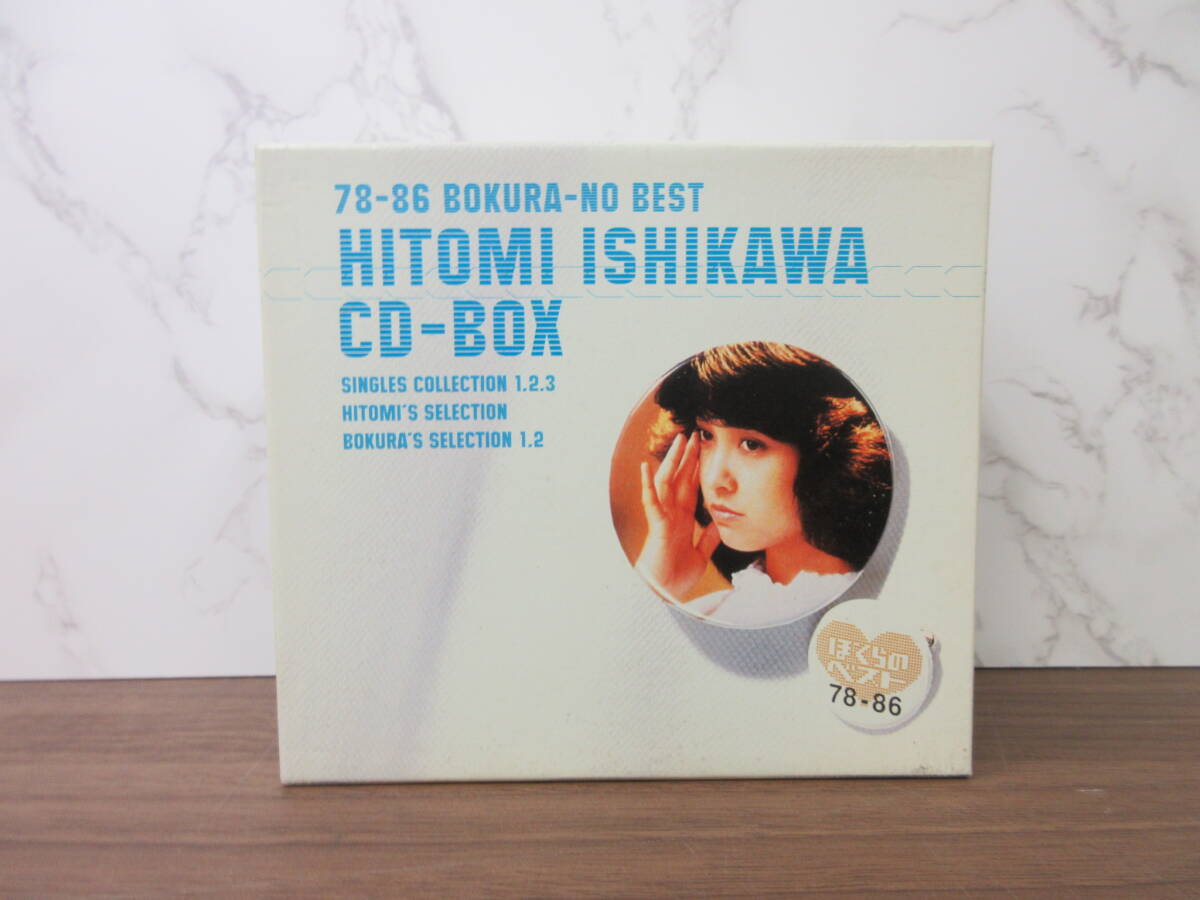 78-86 BOKURA-NO BEST
HITOMI ISHIKAWA
CD-BOX
SINGLES COLLECTION 1.2.3
HITOMI'S SELECTION
BOKURA'S SELECTION 1.2
ぼくらの
ベスト
78-86